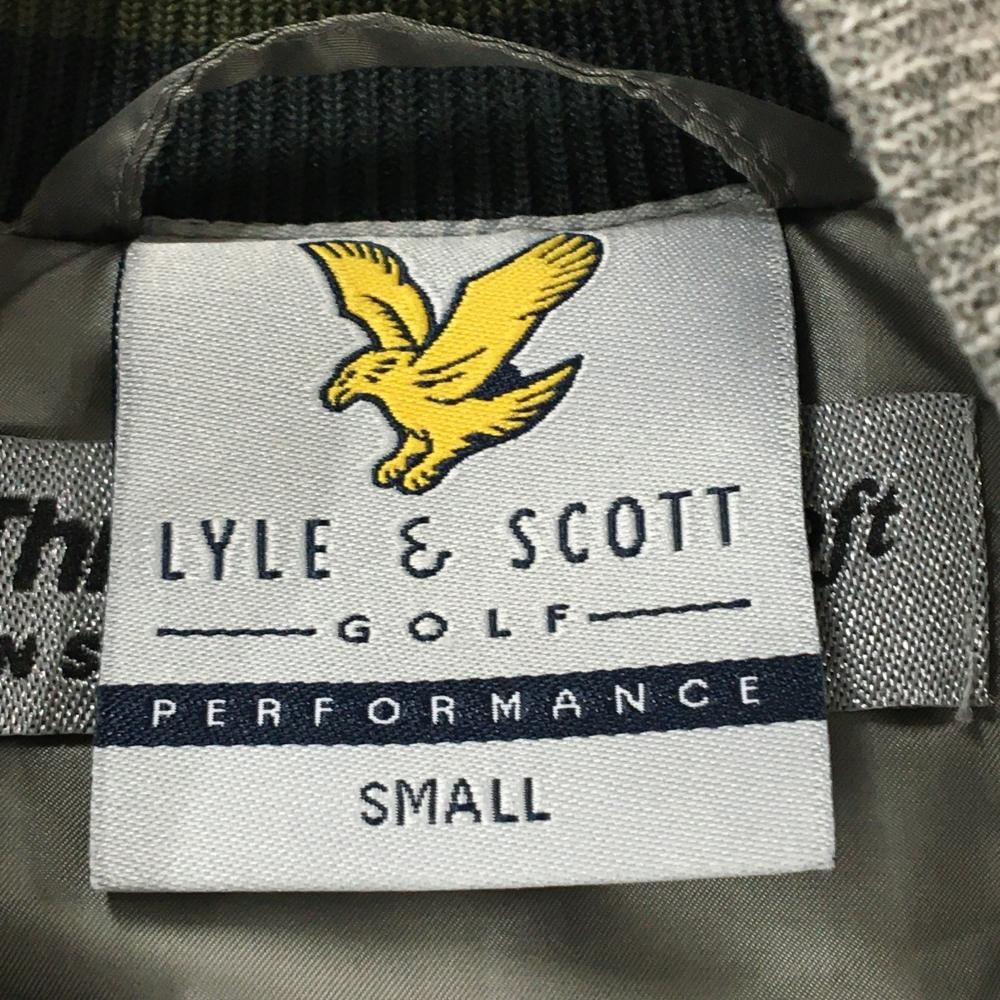 LYLE & SCOTT
GOLF
PERFORMANCE
SMALL